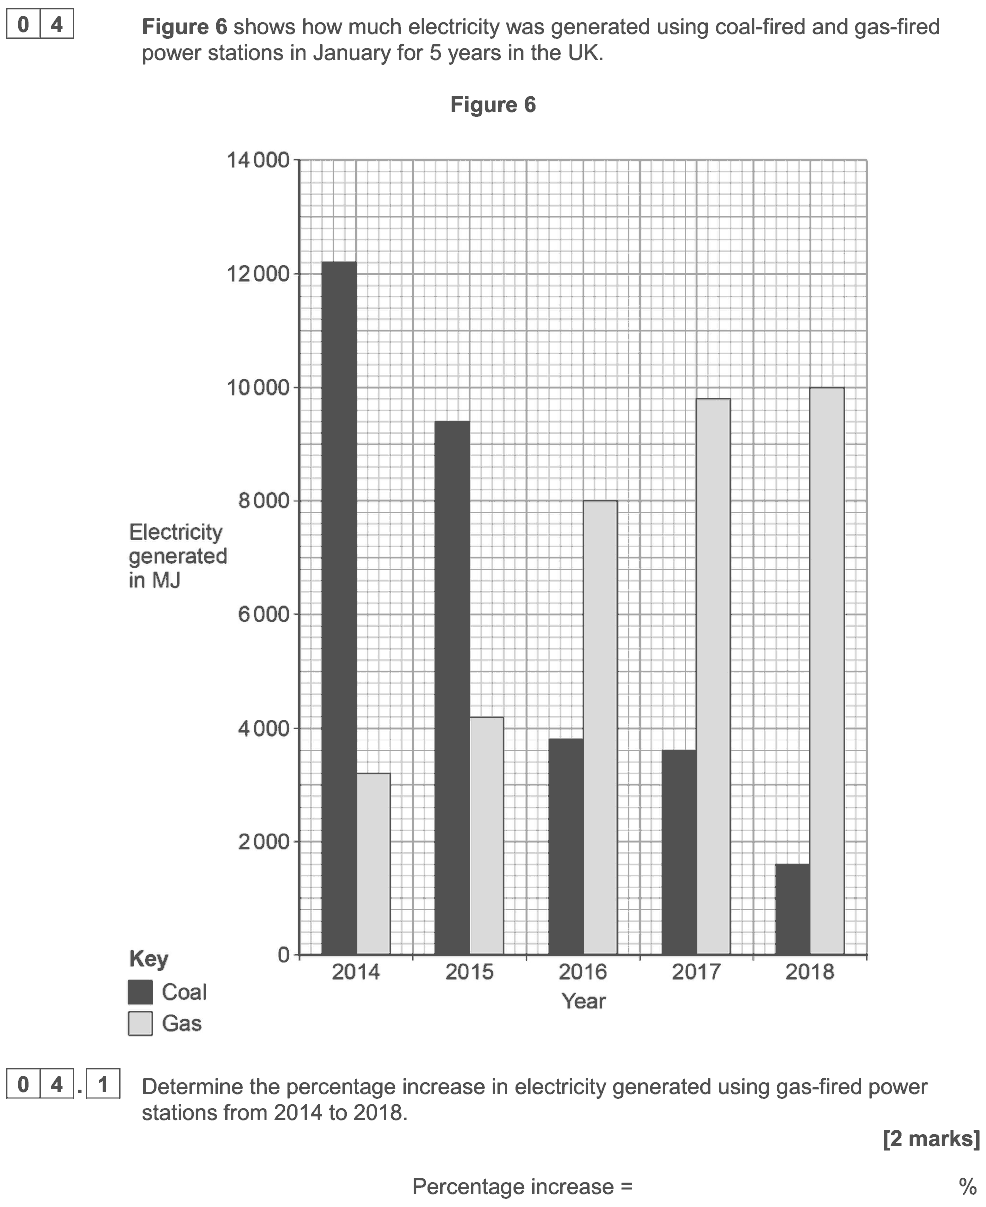 0 4
Figure 6 shows how much electricity was generated using coal-fired and gas-fired
power stations in January for 5 years in the UK.
Figure 6
14 000
12 000
10 000
8 000
6 000
4 000
2 000
0
Electricity
generated
in MJ
2014 2015 2016 2017 2018
Year
Key
Coal
Gas
0 4 . 1
Determine the percentage increase in electricity generated using gas-fired power
stations from 2014 to 2018.
[2 marks]
Percentage increase = %